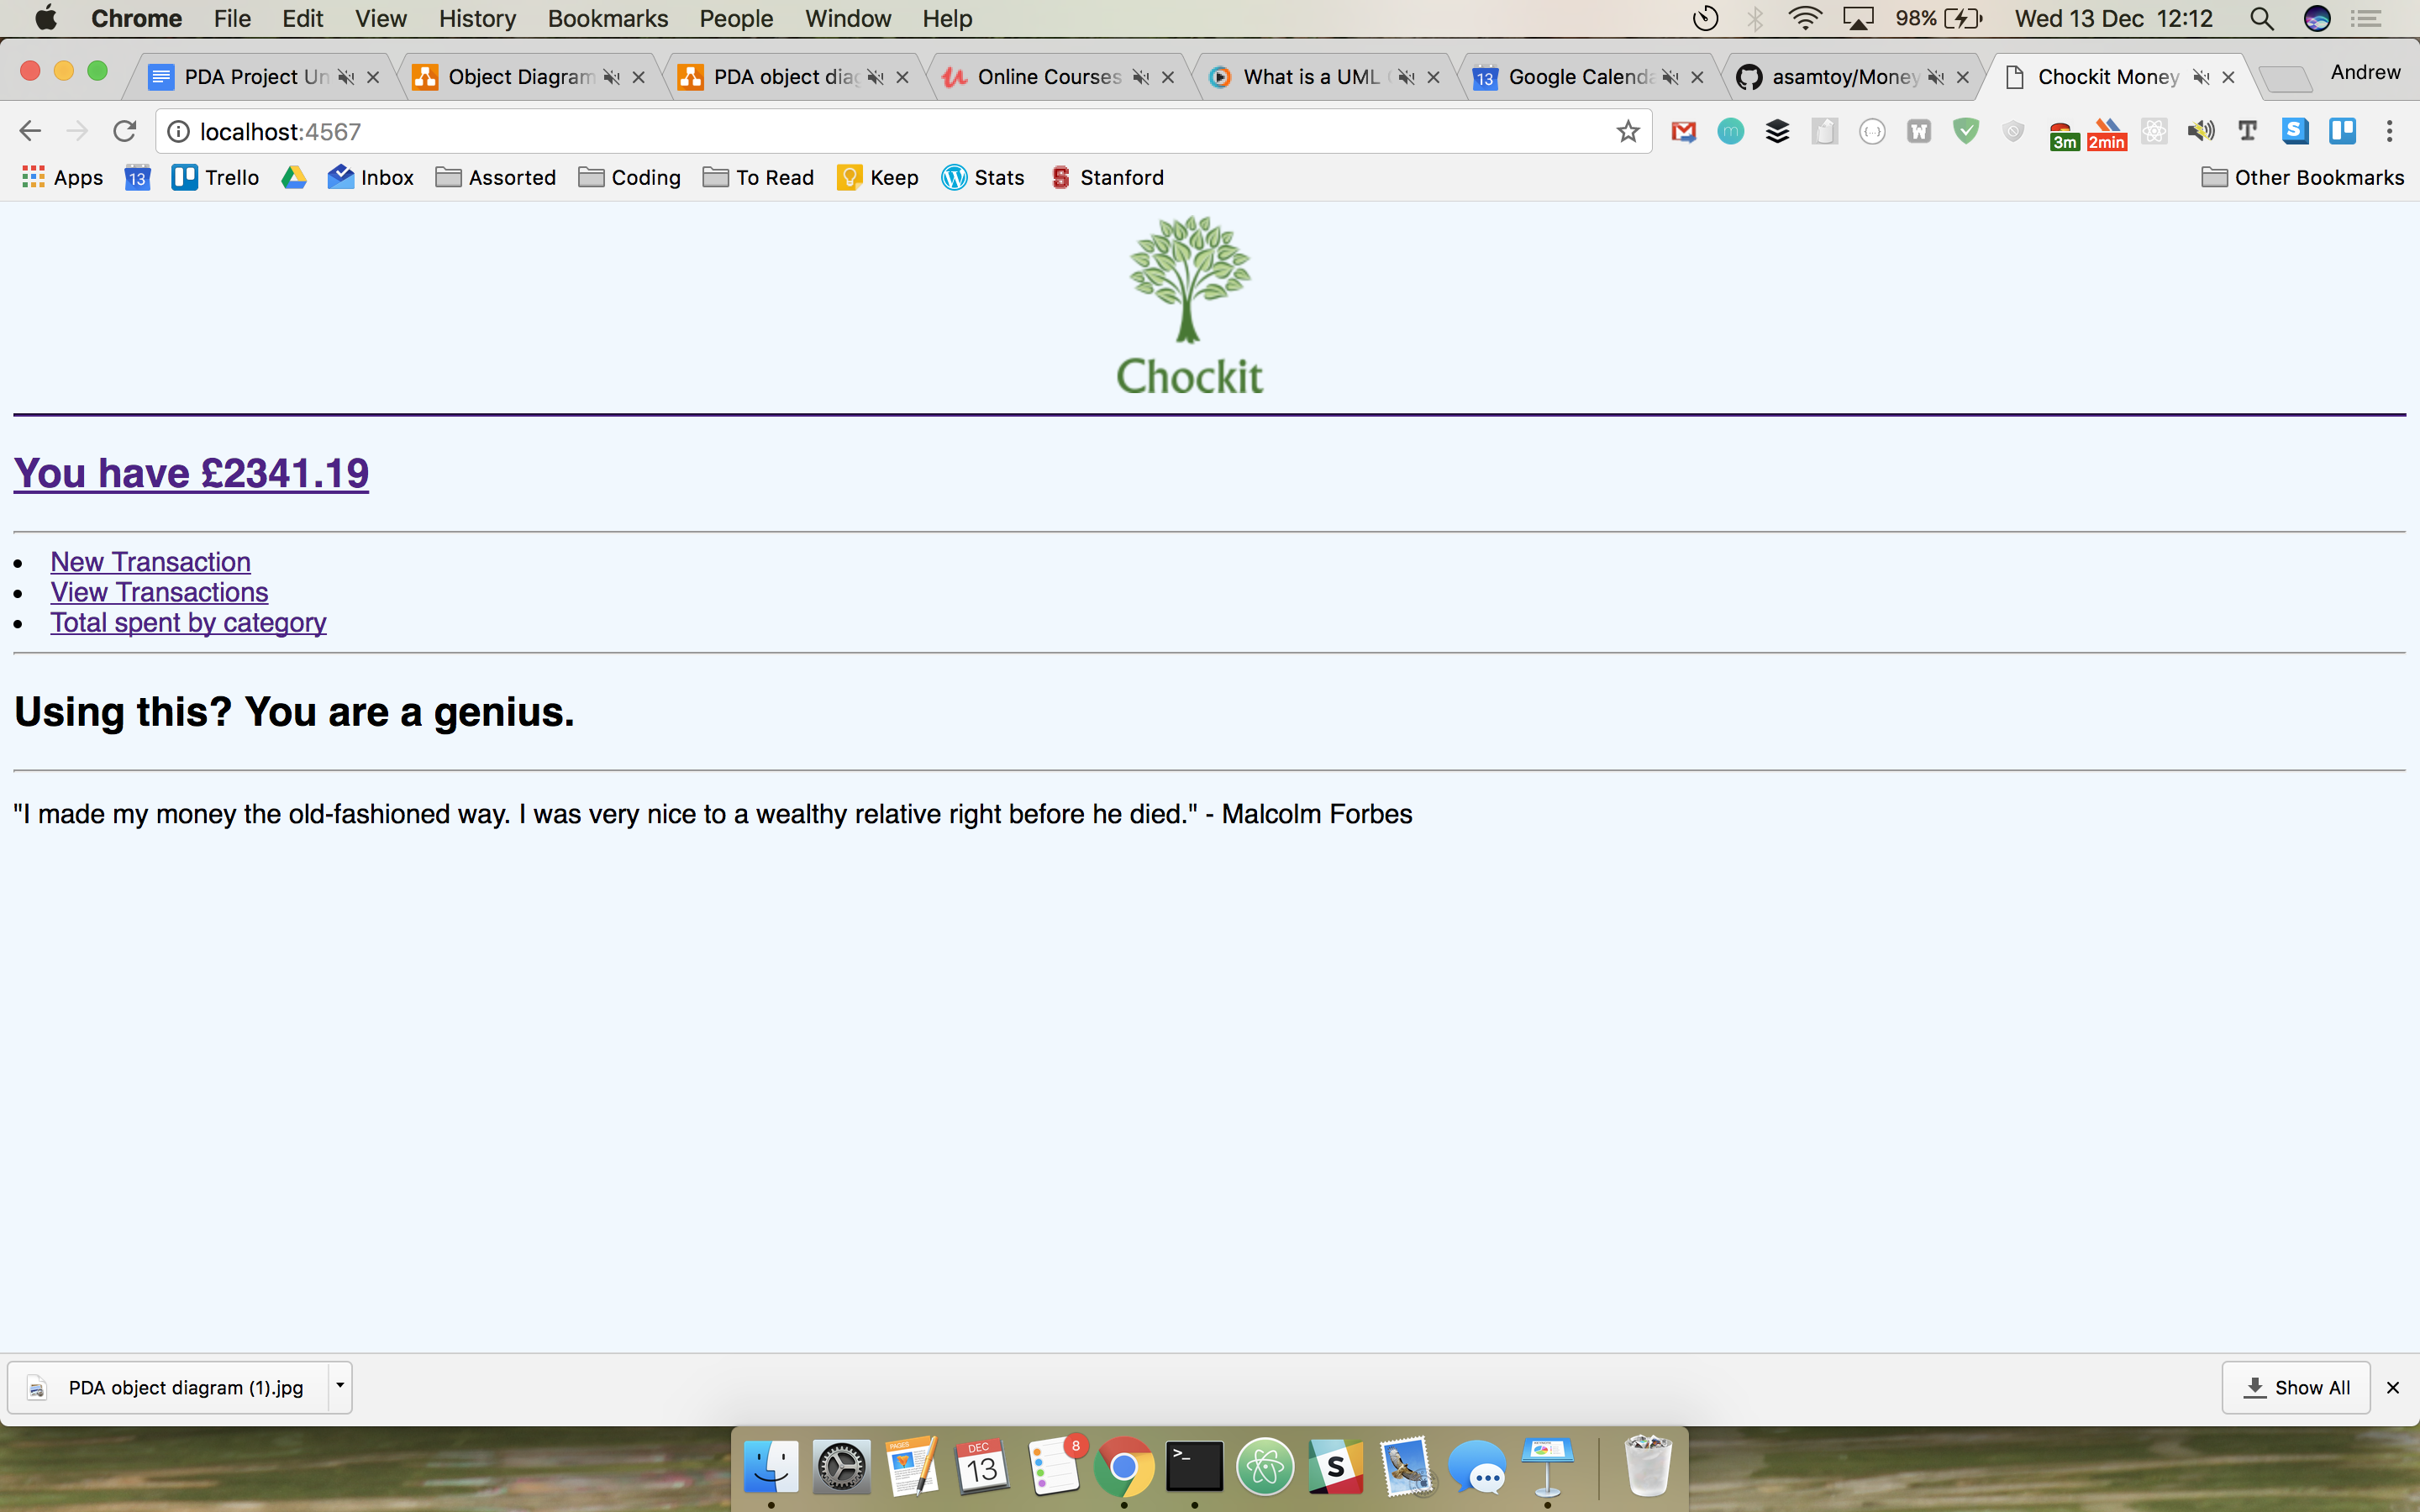 Chrome File Edit View History Bookmarks People Window Help 98% Wed 13 Dec 12:12
PDA Project Un Object Diagram PDA object diag Online Courses What is a UML Google Calenda asamtoy/Money Chockit Money Andrew
localhost:4567 3m 2min
Apps 13 Trello Inbox Assorted Coding To Read Keep Stats Stanford Other Bookmarks
Chockit
You have £2341.19
New Transaction
View Transactions
Total spent by category
Using this? You are a genius.
"I made my money the old-fashioned way. I was very nice to a wealthy relative right before he died." - Malcolm Forbes
PDA object diagram (1).jpg Show All
PAGES DEC 13 8 >_ S